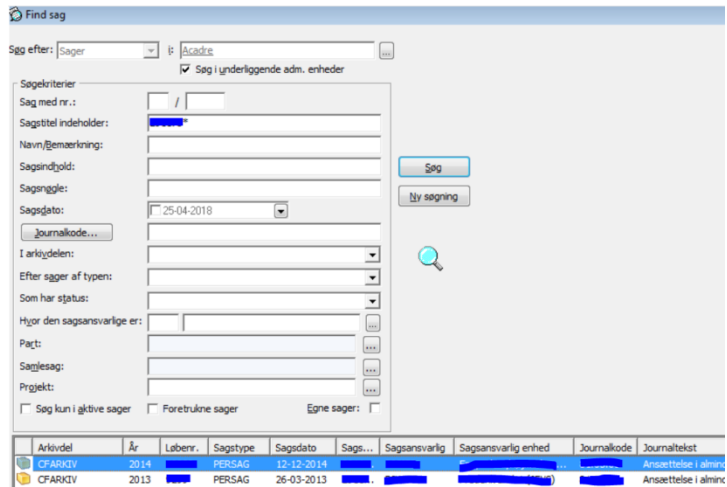 Find sag
Søg efter: Sager i: Acadre ...
Søg i underliggende adm. enheder
Søgekriterier
Sag med nr.: /
Sagstitel indeholder: *
Navn/Bemærkning:
Sagsindhold:
Søg
Sagsnøgle:
Ny søgning
Sagsdato: 25-04-2018
Journalkode...
I arkivdelen:
Efter sager af typen:
Som har status:
Hvor den sagsansvarlige er: ...
Part: ...
Samlesag: ...
Projekt: ...
Søg kun i aktive sager Foretrukne sager Egne sager:
Arkivdel År Løbenr. Sagstype Sagsdato Sags... Sagsansvarlig Sagsansvarlig enhed Journalkode Journaltekst
CFARKIV 2014 PERSAG 12-12-2014 . ... Ansættelse i alminc
CFARKIV 2013 PERSAG 26-03-2013 . Ansættelse i alminc